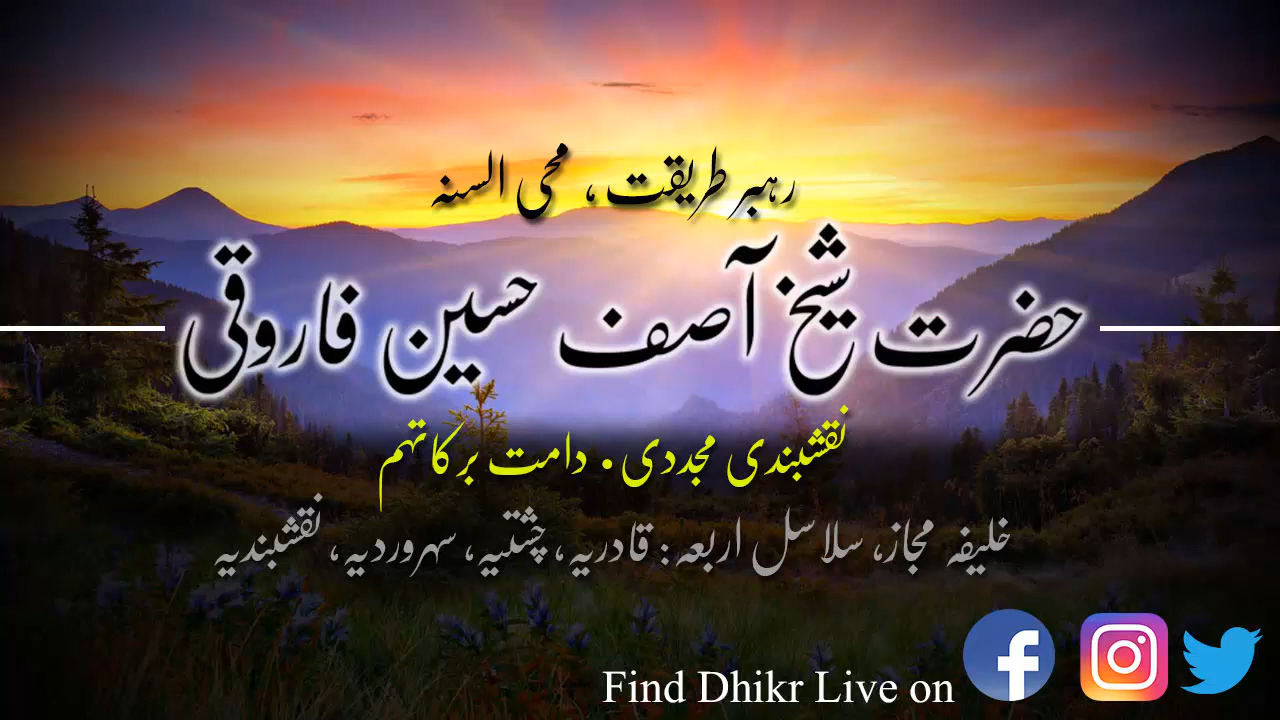 رہبر طریقت، محی السنہ
حضرت شیخ آصف حسین فاروقی
نقشبندی مجددی. دامت برکاتہم
خلیفہ مجاز، سلاسل اربعہ: قادریہ، چشتیہ، سہروردیہ، نقشبندیہ
Find Dhikr Live on